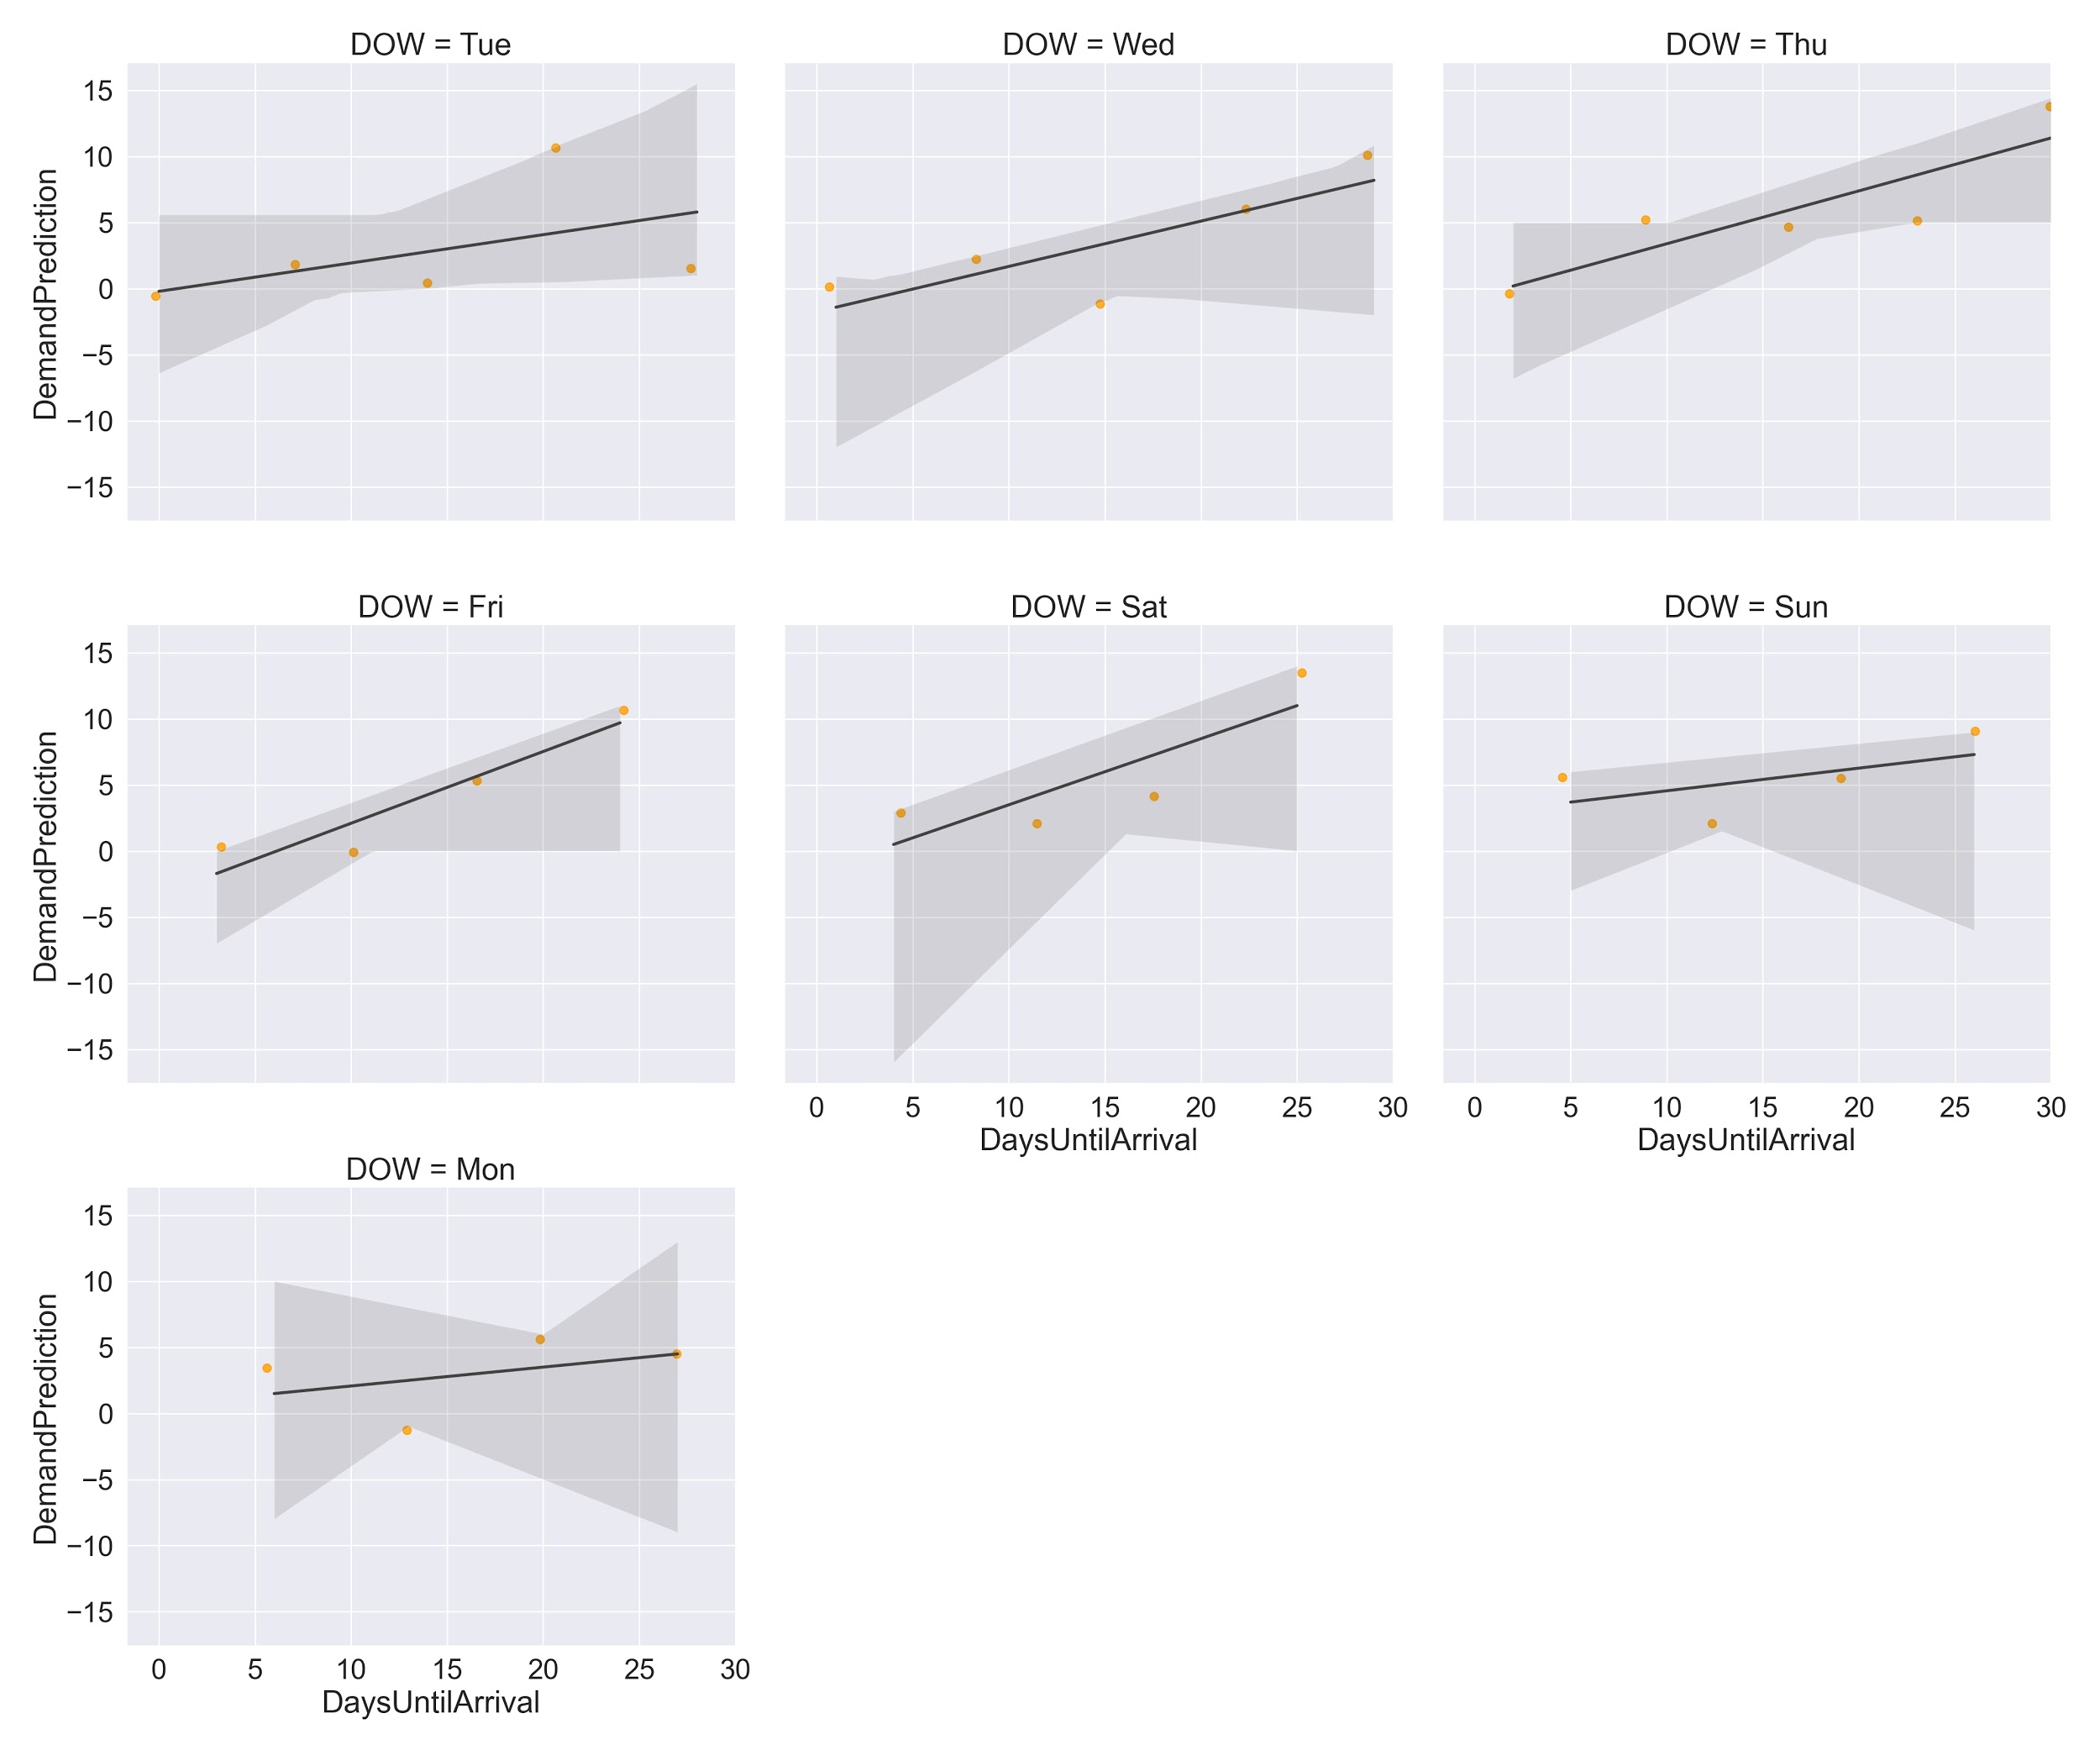 DOW = Tue
DOW = Wed
DOW = Thu
15
10
5
0
−5
−10
−15
DemandPrediction
DOW = Fri
DOW = Sat
DOW = Sun
15
10
5
0
−5
−10
−15
DemandPrediction
0 5 10 15 20 25 30
DaysUntilArrival
0 5 10 15 20 25 30
DaysUntilArrival
DOW = Mon
15
10
5
0
−5
−10
−15
DemandPrediction
0 5 10 15 20 25 30
DaysUntilArrival